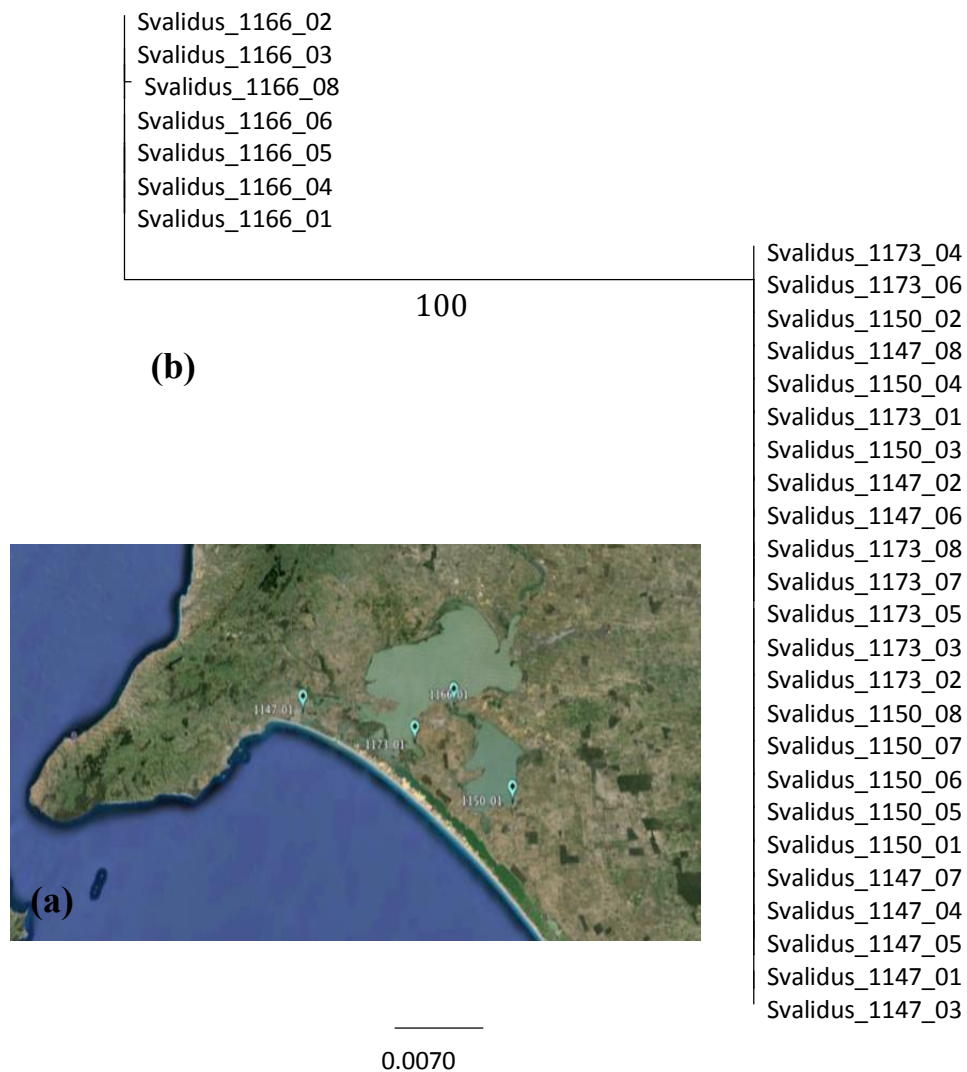 Svalidus_1166_02
Svalidus_1166_03
Svalidus_1166_08
Svalidus_1166_06
Svalidus_1166_05
Svalidus_1166_04
Svalidus_1166_01
Svalidus_1173_04
Svalidus_1173_06
Svalidus_1150_02
Svalidus_1147_08
Svalidus_1150_04
Svalidus_1173_01
Svalidus_1150_03
Svalidus_1147_02
Svalidus_1147_06
Svalidus_1173_08
Svalidus_1173_07
Svalidus_1173_05
Svalidus_1173_03
Svalidus_1173_02
Svalidus_1150_08
Svalidus_1150_07
Svalidus_1150_06
Svalidus_1150_05
Svalidus_1150_01
Svalidus_1147_07
Svalidus_1147_04
Svalidus_1147_05
Svalidus_1147_01
Svalidus_1147_03
100
(b)
1166 01
1147 01
1173 01
1150 01
(a)
0.0070